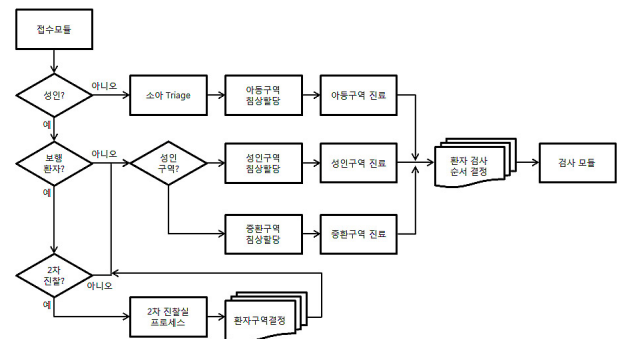 접수모듈
성인?
아니오
소아 Triage
아동구역
침상할당
아동구역 진료
예
보행
환자?
아니오
성인
구역?
성인구역
침상할당
성인구역 진료
환자 검사
순서 결정
검사 모듈
예
중환구역
침상할당
중환구역 진료
2차
진찰?
아니오
예
2차 진찰실
프로세스
환자구역결정